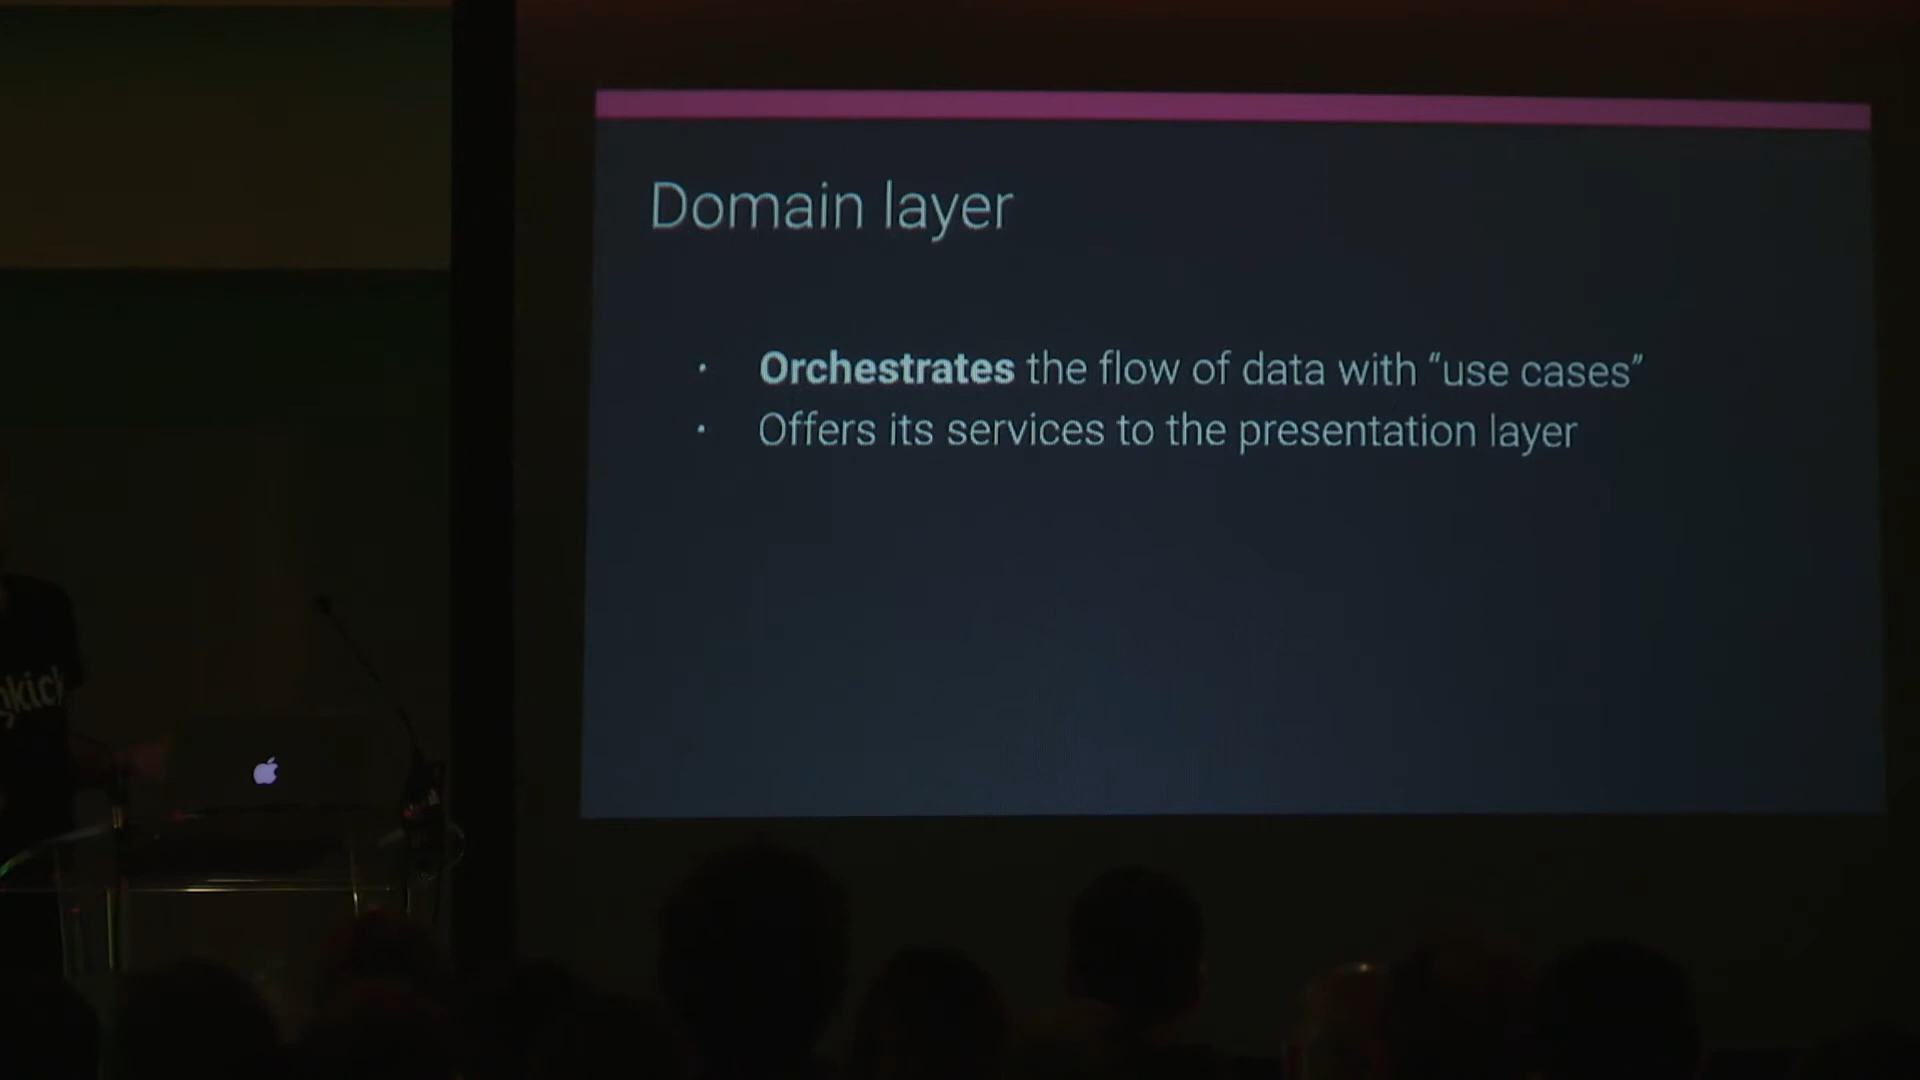 Domain layer
· Orchestrates the flow of data with “use cases”
· Offers its services to the presentation layer